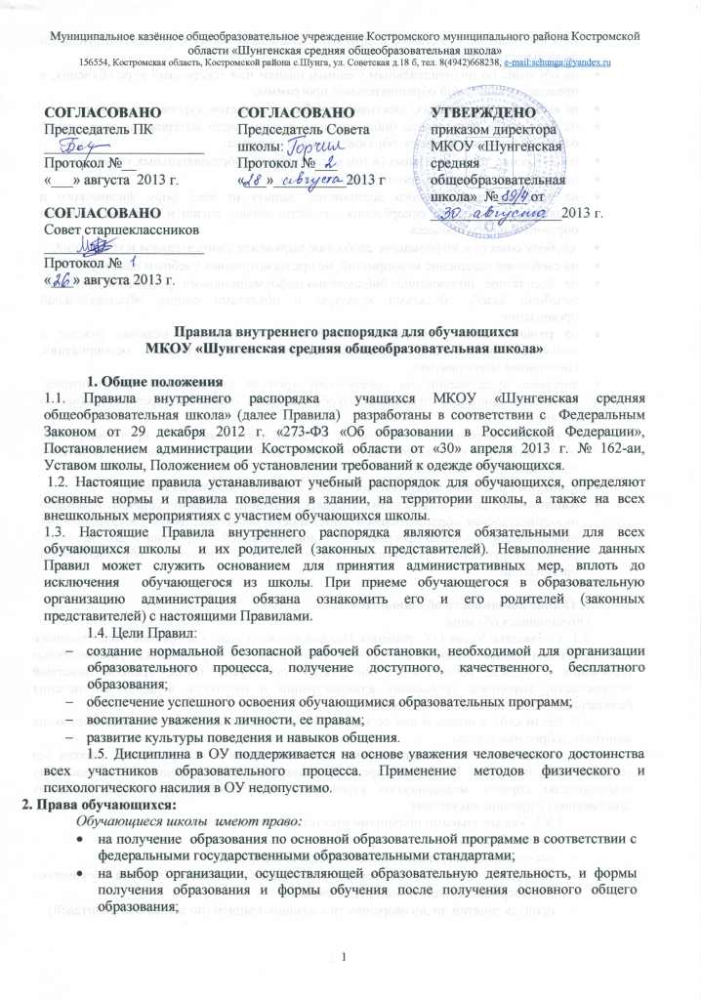 Муниципальное казённое общеобразовательное учреждение Костромского муниципального района Костромской
области «Шунгенская средняя общеобразовательная школа»
156554, Костромская область, Костромской района с.Шунга, ул. Советская д.18 б, тел. 8(4942)668238, e-mail:schunga@yandex.ru
СОГЛАСОВАНО
Председатель ПК
Протокол №__
«___» августа 2013 г.
СОГЛАСОВАНО
Председатель Совета
школы:
Протокол № 2
«28 » августа 2013 г
УТВЕРЖДЕНО
приказом директора
МКОУ «Шунгенская
средняя
общеобразовательная
школа» № 89/4 от
30 августа 2013 г.
СОГЛАСОВАНО
Совет старшеклассников
Протокол № 1
«26» августа 2013 г.
Правила внутреннего распорядка для обучающихся
МКОУ «Шунгенская средняя общеобразовательная школа»
1. Общие положения
1.1. Правила внутреннего распорядка учащихся МКОУ «Шунгенская средняя
общеобразовательная школа» (далее Правила) разработаны в соответствии с Федеральным
Законом от 29 декабря 2012 г. «273-ФЗ «Об образовании в Российской Федерации»,
Постановлением администрации Костромской области от «30» апреля 2013 г. № 162-аи,
Уставом школы, Положением об установлении требований к одежде обучающихся.
1.2. Настоящие правила устанавливают учебный распорядок для обучающихся, определяют
основные нормы и правила поведения в здании, на территории школы, а также на всех
внешкольных мероприятиях с участием обучающихся школы.
1.3. Настоящие Правила внутреннего распорядка являются обязательными для всех
обучающихся школы и их родителей (законных представителей). Невыполнение данных
Правил может служить основанием для принятия административных мер, вплоть до
исключения обучающегося из школы. При приеме обучающегося в образовательную
организацию администрация обязана ознакомить его и его родителей (законных
представителей) с настоящими Правилами.
1.4. Цели Правил:
– создание нормальной безопасной рабочей обстановки, необходимой для организации
образовательного процесса, получение доступного, качественного, бесплатного
образования;
– обеспечение успешного освоения обучающимися образовательных программ;
– воспитание уважения к личности, ее правам;
– развитие культуры поведения и навыков общения.
1.5. Дисциплина в ОУ поддерживается на основе уважения человеческого достоинства
всех участников образовательного процесса. Применение методов физического и
психологического насилия в ОУ недопустимо.
2. Права обучающихся:
Обучающиеся школы имеют право:
• на получение образования по основной образовательной программе в соответствии с
федеральными государственными образовательными стандартами;
• на выбор организации, осуществляющей образовательную деятельность, и формы
получения образования и формы обучения после получения основного общего
образования;
1